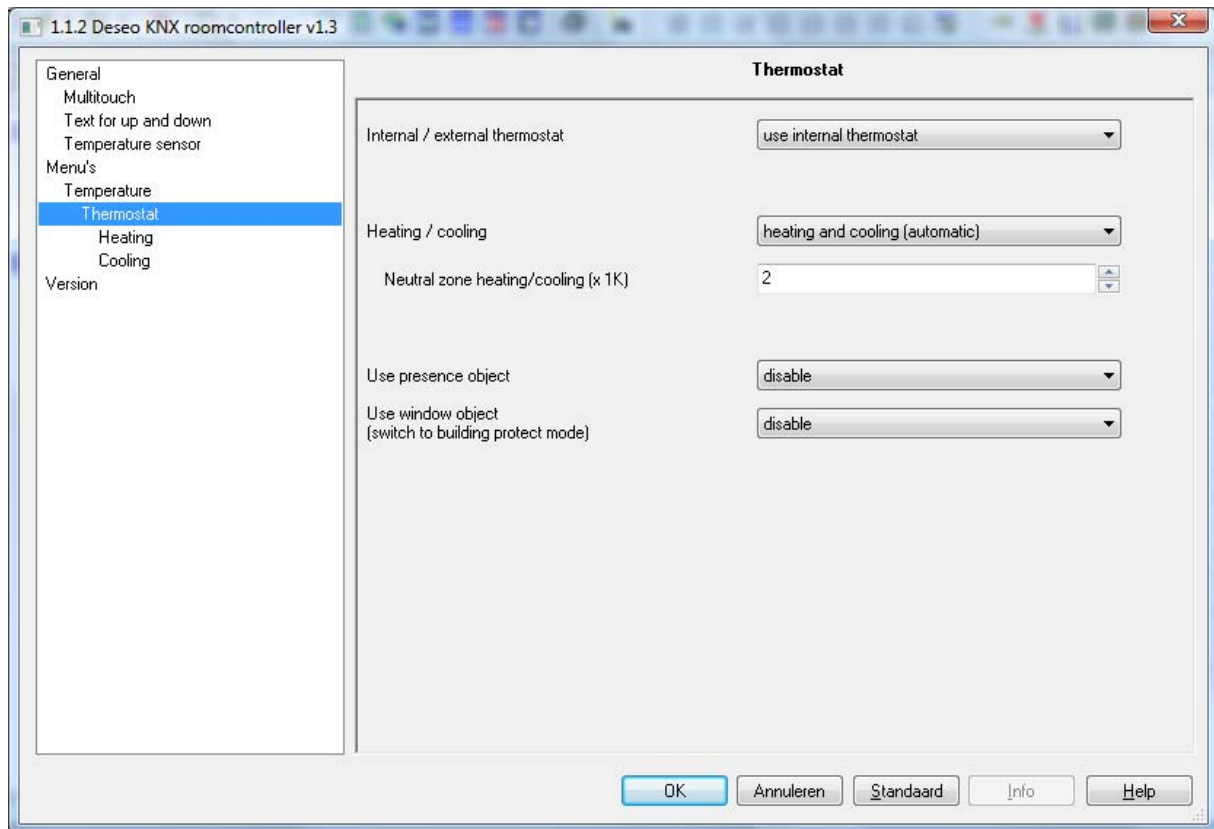 1.1.2 Deseo KNX roomcontroller v1.3
General
Multitouch
Text for up and down
Temperature sensor
Menu's
Temperature
Thermostat
Heating
Cooling
Version
Thermostat
Internal / external thermostat
use internal thermostat
Heating / cooling
heating and cooling (automatic)
Neutral zone heating/cooling (x 1K)
2
Use presence object
disable
Use window object
(switch to building protect mode)
disable
OK
Annuleren
Standaard
Info
Help